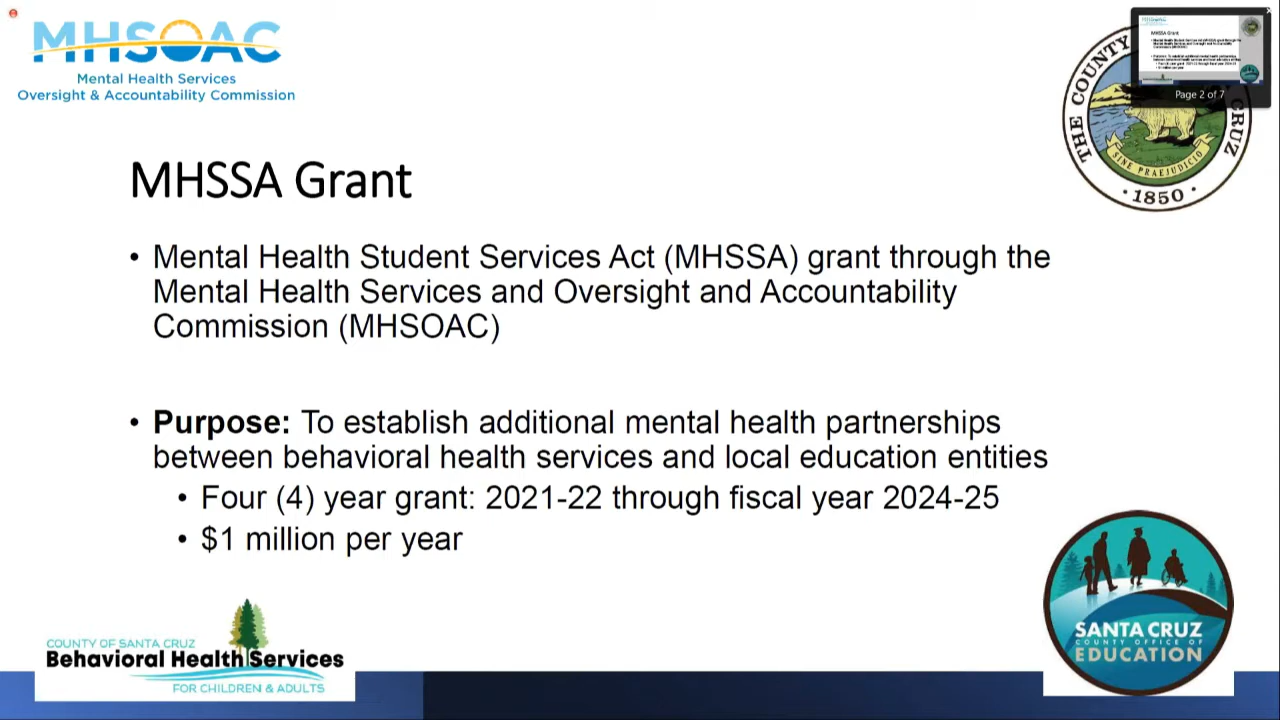 MHSOAC
Mental Health Services
Oversight & Accountability Commission
THE COUNTY
CRUZ
SINE PRAEJUDICIO
1850
MHSSA Grant
Page 2 of 7
MHSSA Grant
• Mental Health Student Services Act (MHSSA) grant through the
Mental Health Services and Oversight and Accountability
Commission (MHSOAC)
• Purpose: To establish additional mental health partnerships
between behavioral health services and local education entities
• Four (4) year grant: 2021-22 through fiscal year 2024-25
• $1 million per year
COUNTY OF SANTA CRUZ
Behavioral Health Services
FOR CHILDREN & ADULTS
SANTA CRUZ
COUNTY OFFICE OF
EDUCATION